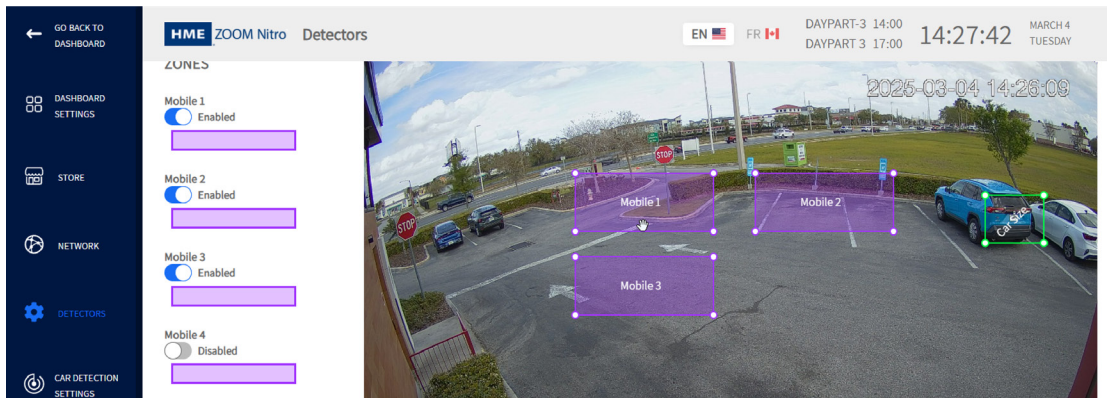 GO BACK TO
DASHBOARD
HME ZOOM Nitro Detectors
EN
FR
DAYPART-3 14:00
DAYPART 3 17:00
14:27:42
MARCH 4
TUESDAY
DASHBOARD
SETTINGS
STORE
NETWORK
DETECTORS
CAR DETECTION
SETTINGS
ZONES
Mobile 1
Enabled
Mobile 2
Enabled
Mobile 3
Enabled
Mobile 4
Disabled
2025-03-04 14:26:09
STOP
Mobile 1
Mobile 2
STOP
Car Size
Mobile 3